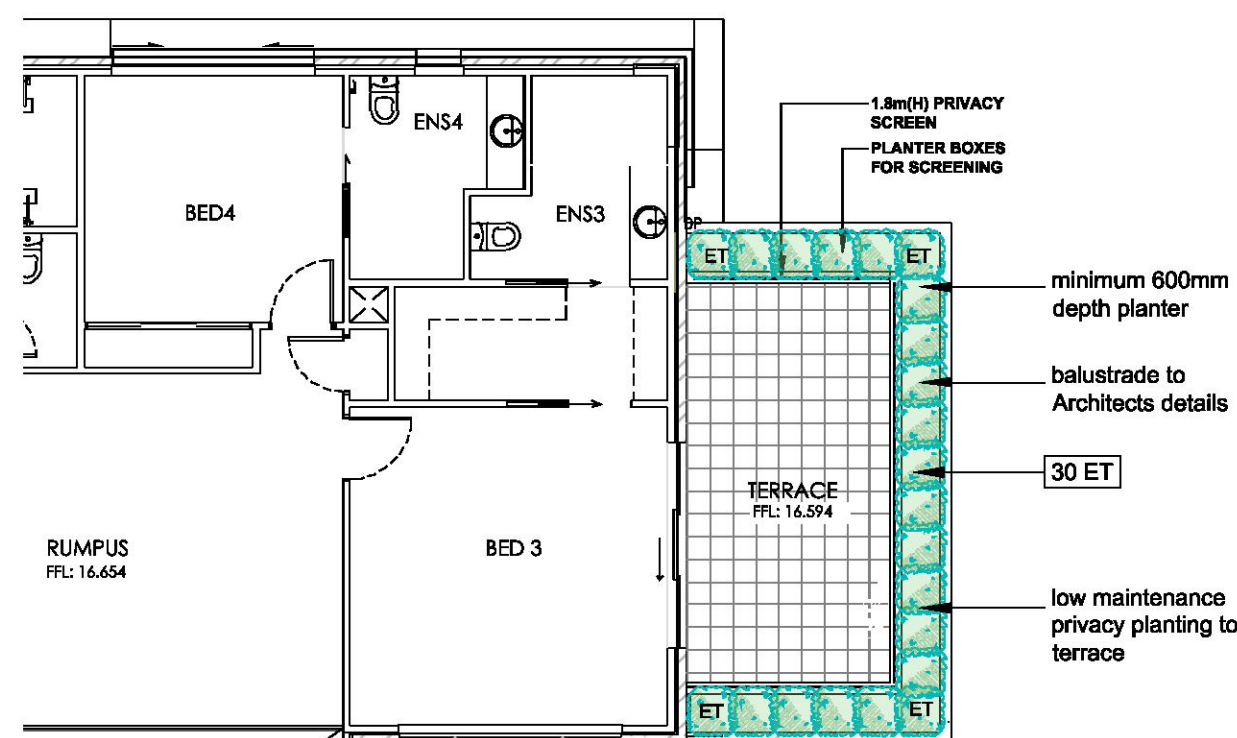 1.8m(H) PRIVACY
SCREEN
PLANTER BOXES
FOR SCREENING
ENS4
BED4
ENS3
DP
ET
ET
minimum 600mm
depth planter
balustrade to
Architects details
30 ET
TERRACE
FFL: 16.594
RUMPUS
FFL: 16.654
BED 3
low maintenance
privacy planting to
terrace
ET
ET